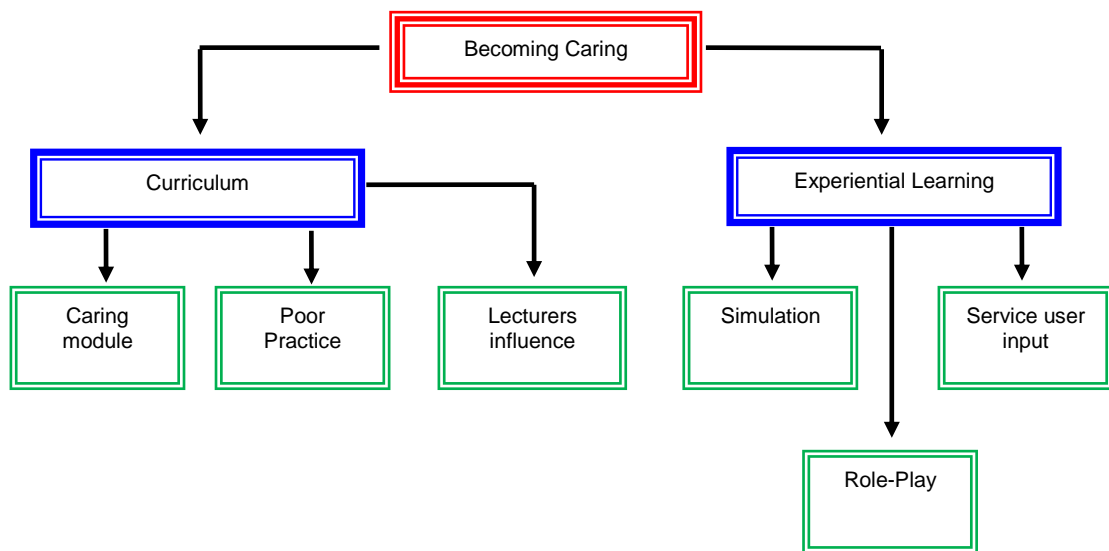 Becoming Caring
Curriculum
Experiential Learning
Caring
module
Poor
Practice
Lecturers
influence
Simulation
Service user
input
Role-Play